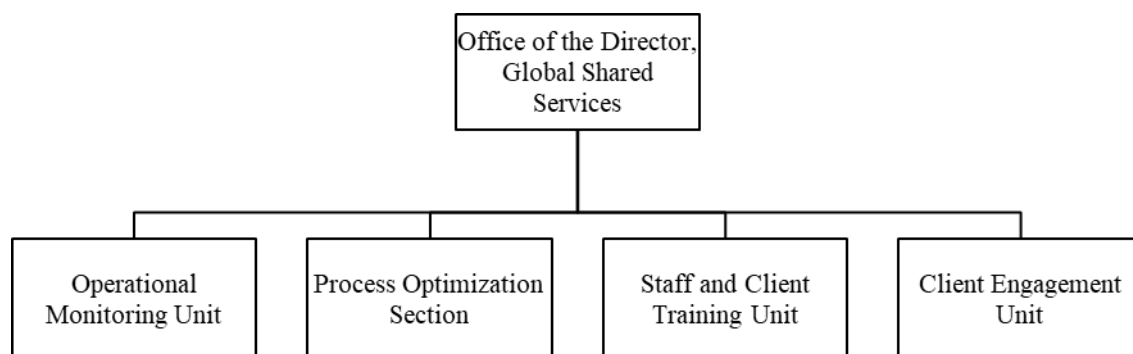 Office of the Director,
Global Shared
Services
Operational
Monitoring Unit
Process Optimization
Section
Staff and Client
Training Unit
Client Engagement
Unit